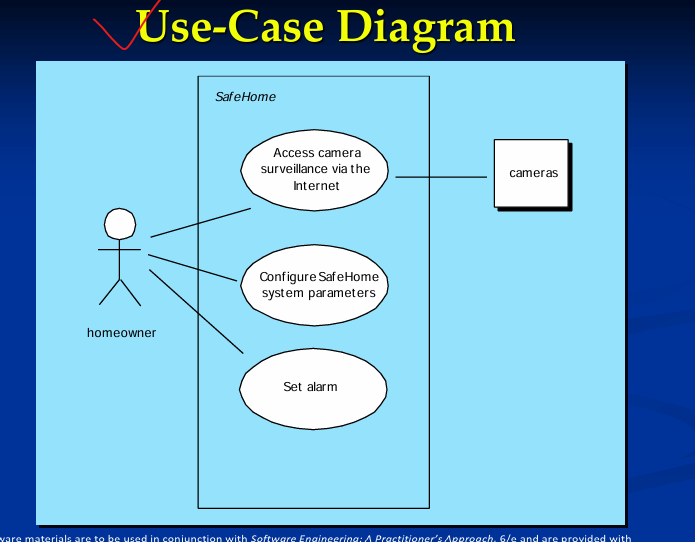 Use-Case Diagram
SafeHome
Access camera
surveillance via the
Internet
cameras
Configure SafeHome
system parameters
homeowner
Set alarm
ware materials are to be used in conjunction with Software Engineering: A Practitioner's Approach, 6/e and are provided with